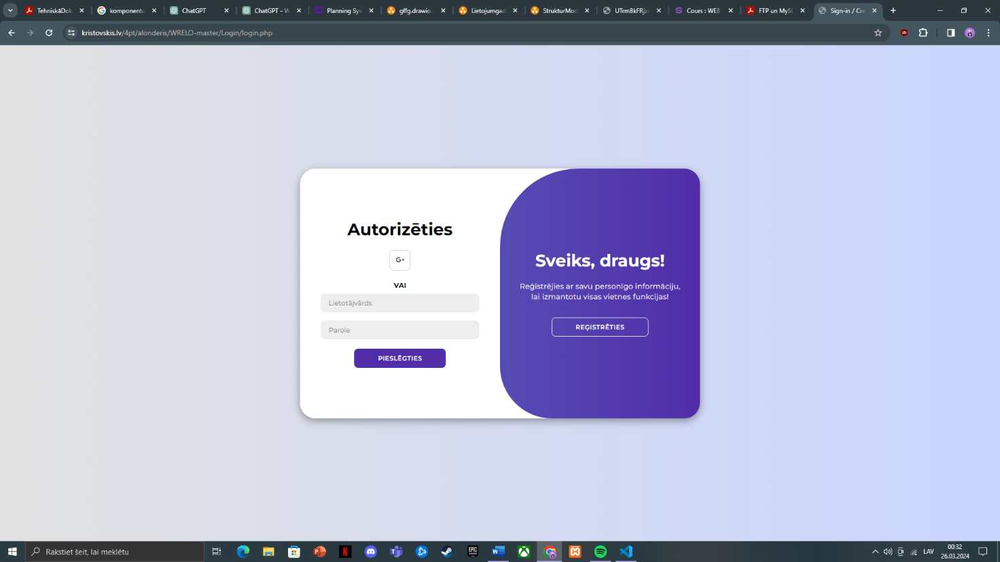 TehniskāDok
komponentu
ChatGPT
ChatGPT - W
Planning Sys
gffg.drawio -
Lietojumgad
StrukturMod
UTrmBkFRjzc
Cours : WEB
FTP un MySQ
Sign-in / Cre
kristovskis.lv/4pt/alonderis/WRELO-master/Login/login.php
Autorizēties
G+
VAI
Lietotājvārds
Parole
PIESLĒGTIES
Sveiks, draugs!
Reģistrējies ar savu personīgo informāciju,
lai izmantotu visas vietnes funkcijas!
REĢISTRĒTIES
Rakstiet šeit, lai meklētu
LAV
00:32
26.03.2024